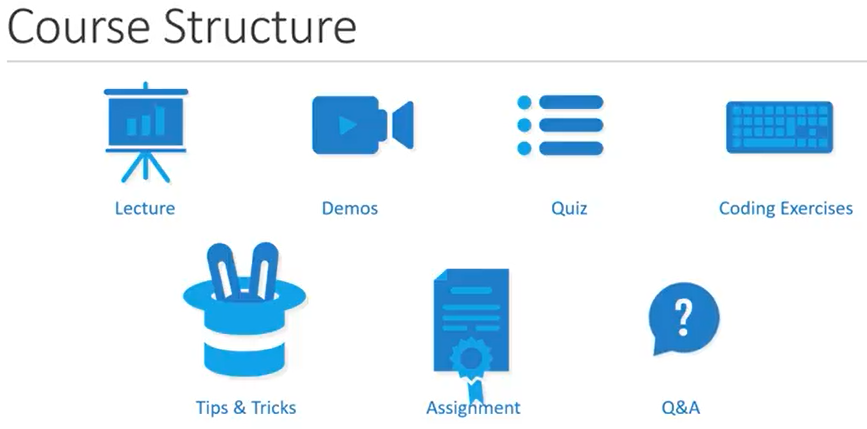 Course Structure
Lecture
Demos
Quiz
Coding Exercises
?
Tips & Tricks
Assignment
Q&A